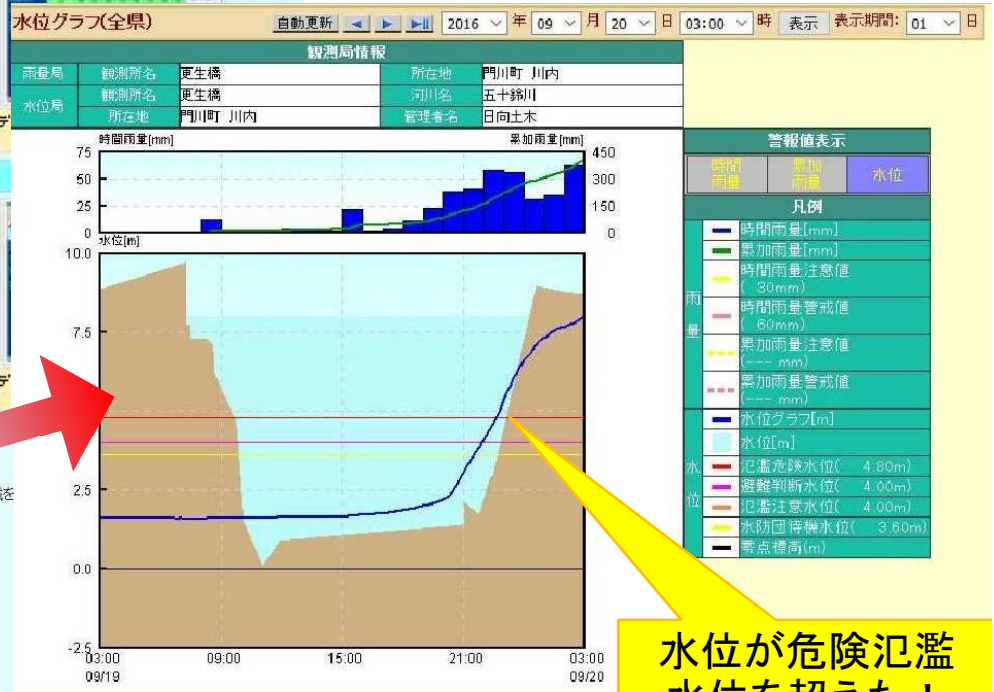 水位グラフ(全県)
自動更新 2016 年 09 月 20 日 03:00 時 表示 表示期間: 01 日
観測局情報
雨量局 観測所名 更生橋 所在地 門川町 川内
水位局 観測所名 更生橋 河川名 五十鈴川
所在地 門川町 川内 管理者名 日向土木
時間雨量[mm] 累加雨量[mm]
75 450
50 300
25 150
0 0
水位[m]
10.0
7.5
2.5
0.0
-2.5
03:00 09:00 15:00 21:00 03:00
09/19 09/20
警報値表示
時間雨量 累加雨量 水位
凡例
雨量
時間雨量[mm]
累加雨量[mm]
時間雨量注意値
( 30mm)
時間雨量警戒値
( 60mm)
累加雨量注意値
(--- mm)
累加雨量警戒値
(--- mm)
水位
水位グラフ[m]
水位[m]
氾濫危険水位( 4.80m)
避難判断水位( 4.00m)
氾濫注意水位( 4.00m)
水防団待機水位( 3.60m)
零点標高(m)
水位が危険氾濫
水位を超えた！